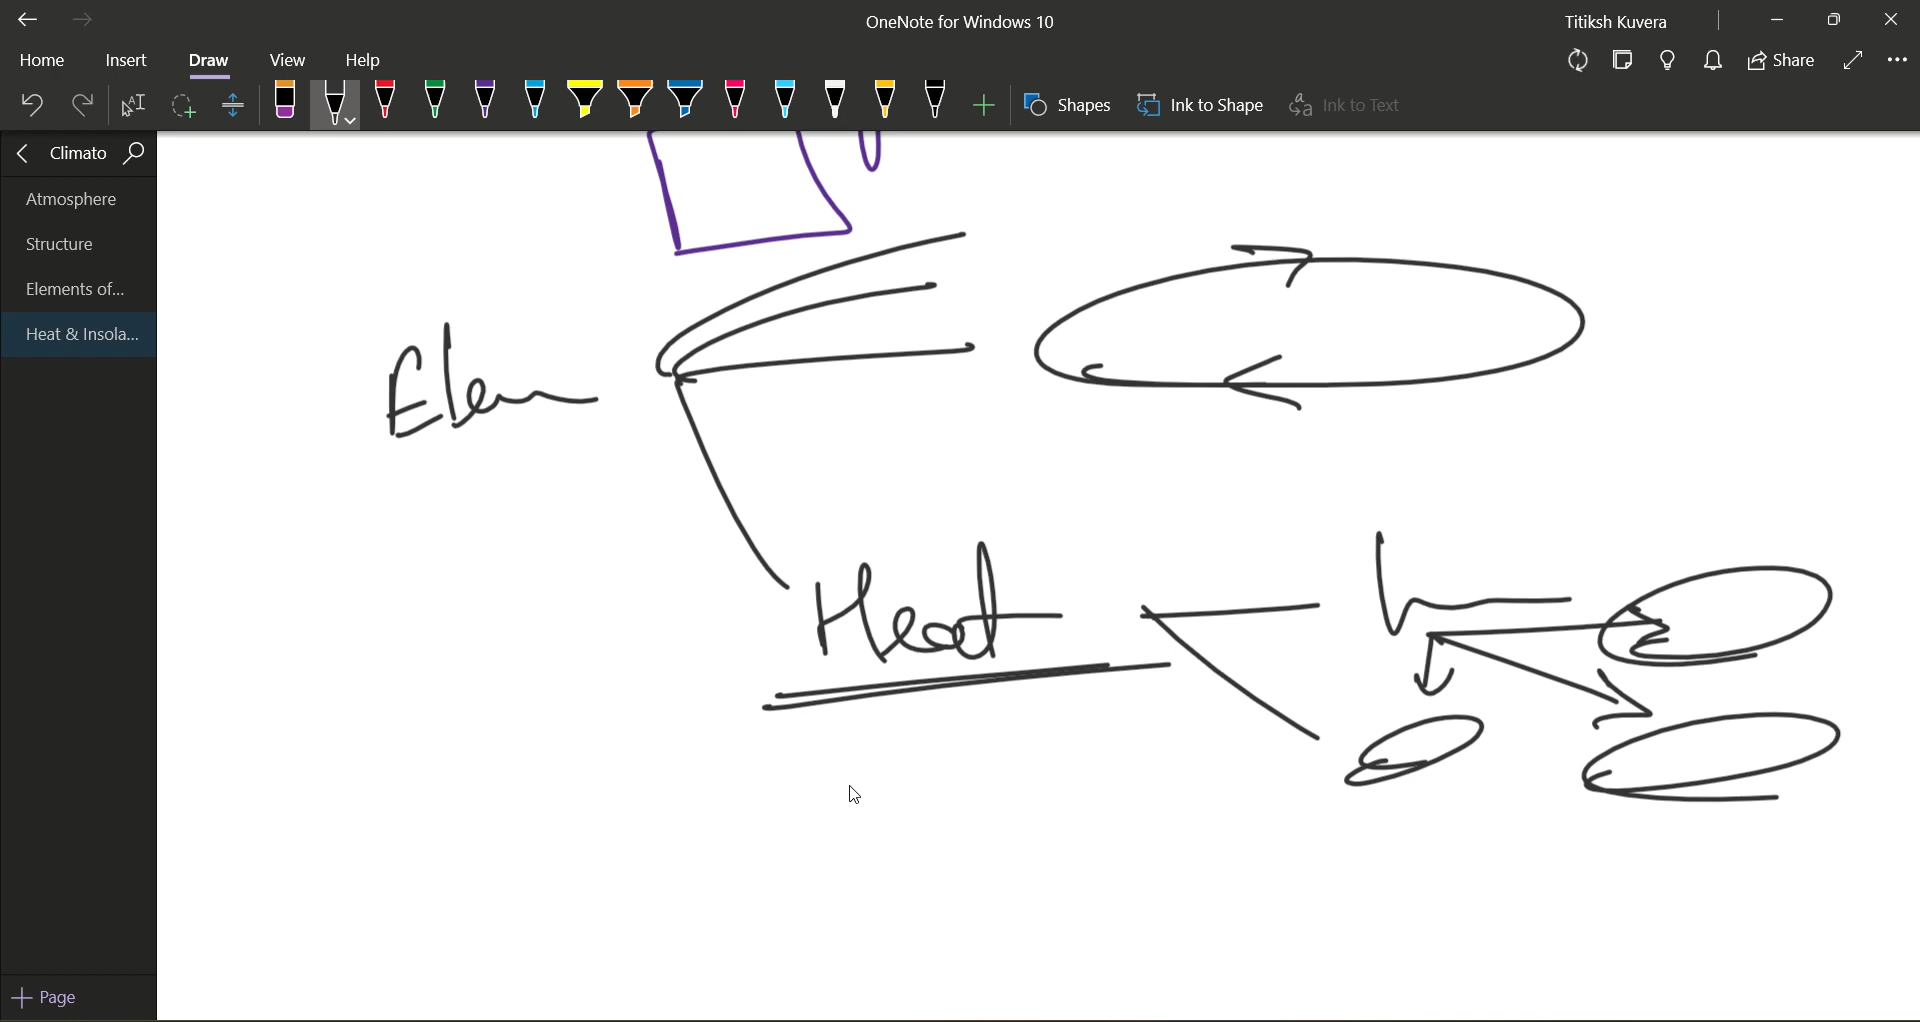 OneNote for Windows 10
Titiksh Kuvera
Home Insert Draw View Help
Share
Shapes Ink to Shape Ink to Text
Climato
Atmosphere
Structure
Elements of...
Heat & Insola...
Elem
Heat
Page